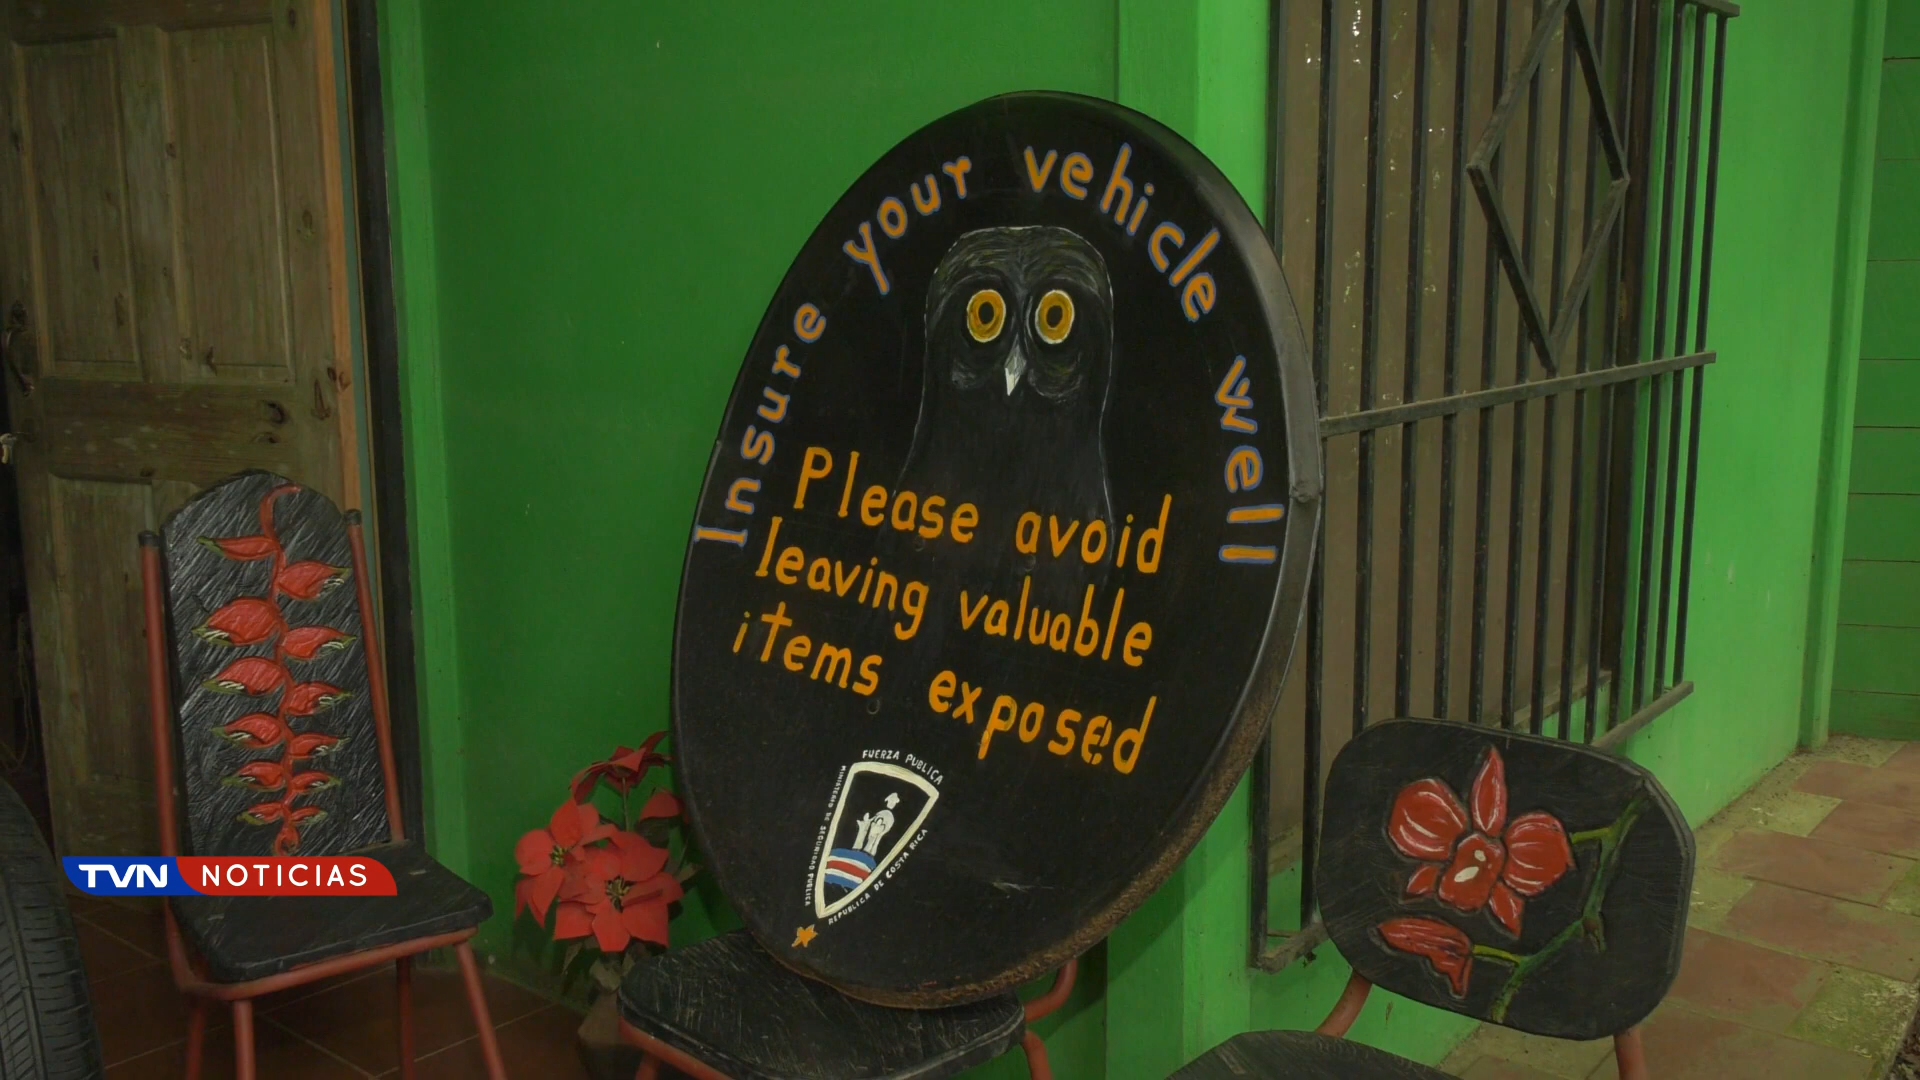 Insure your vehicle well
Please avoid
leaving valuable
items exposed
FUERZA PUBLICA
MINISTERIO DE SEGURIDAD PUBLICA
REPUBLICA DE COSTA RICA
TVN NOTICIAS